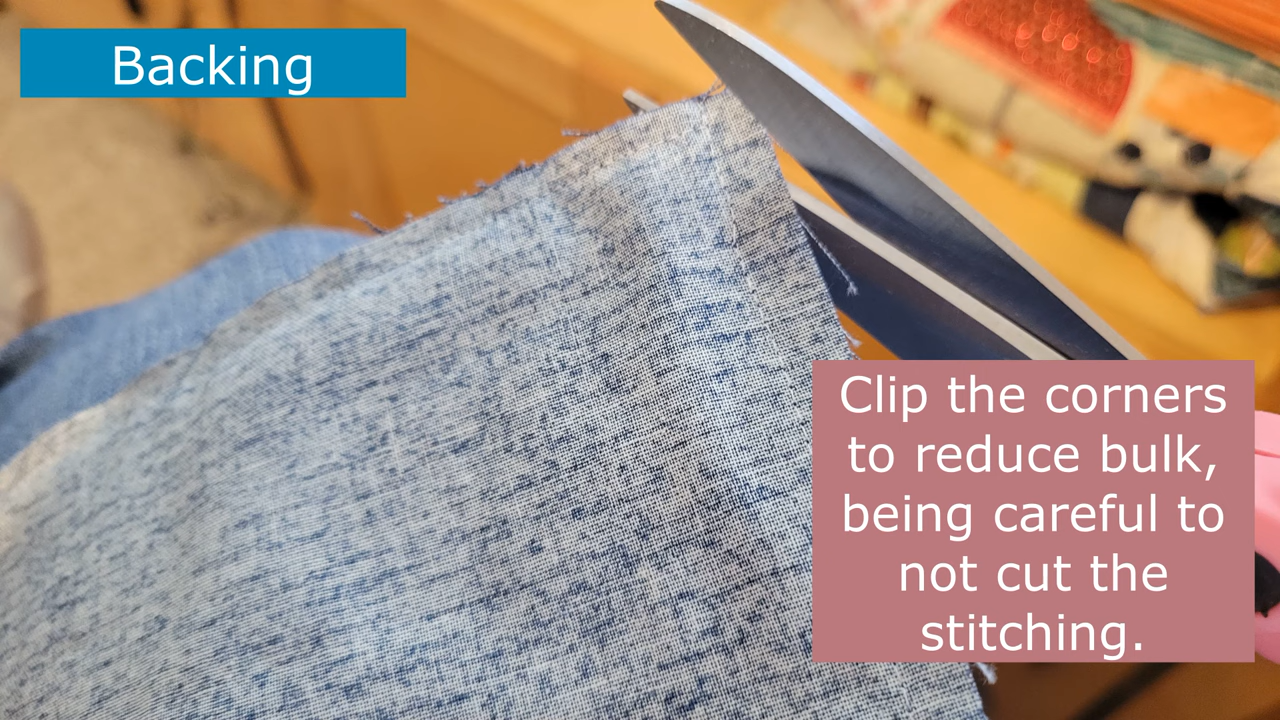 Backing
Clip the corners
to reduce bulk,
being careful to
not cut the
stitching.